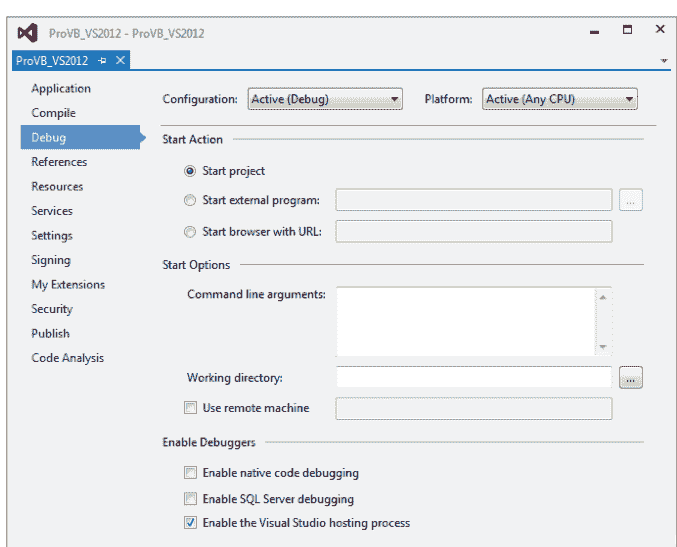 ProVB_VS2012 - ProVB_VS2012
ProVB_VS2012
Application
Compile
Debug
References
Resources
Services
Settings
Signing
My Extensions
Security
Publish
Code Analysis
Configuration: Active (Debug) Platform: Active (Any CPU)
Start Action
Start project
Start external program: ...
Start browser with URL:
Start Options
Command line arguments:
Working directory: ...
Use remote machine
Enable Debuggers
Enable native code debugging
Enable SQL Server debugging
Enable the Visual Studio hosting process